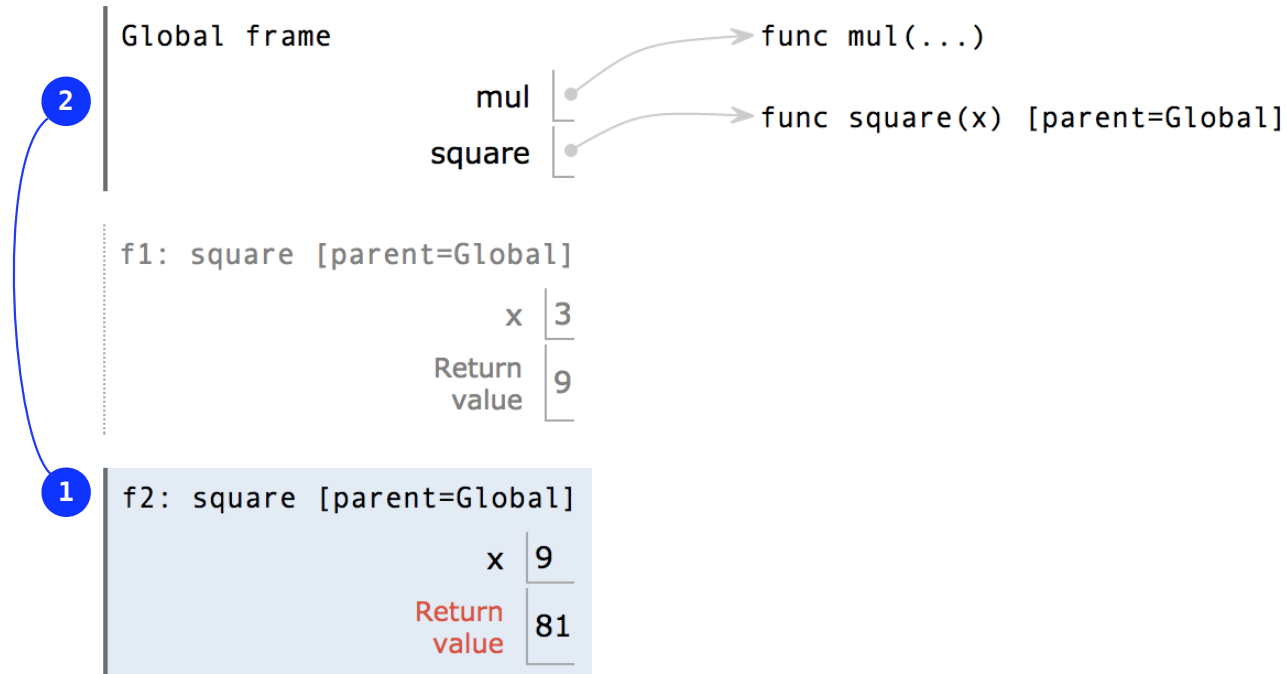 Global frame
func mul(...)
2
mul
func square(x) [parent=Global]
square
f1: square [parent=Global]
x 3
Return
value
9
1
f2: square [parent=Global]
x 9
Return
value
81